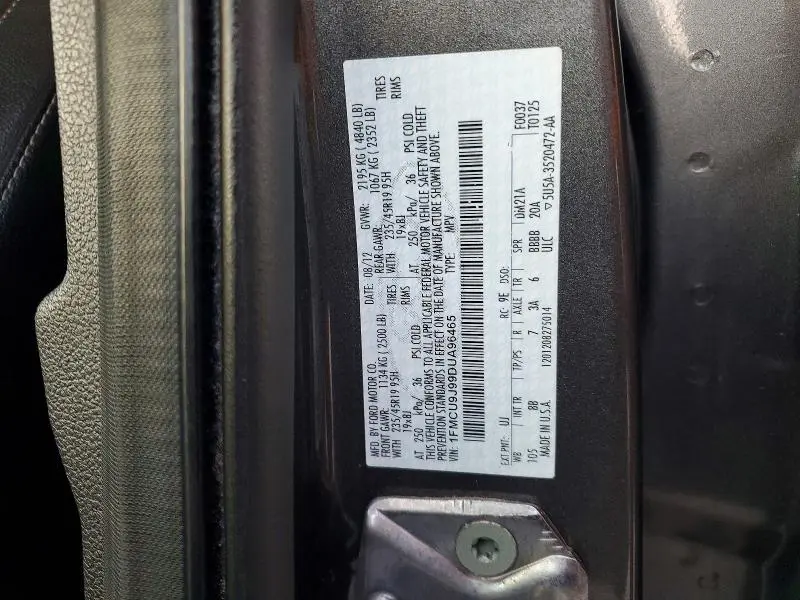 MFD. BY FORD MOTOR CO. DATE: 08/12 GVWR: 2195 KG ( 4840 LB)
FRONT GAWR: 1134 KG ( 2500 LB) REAR GAWR: 1067 KG ( 2352 LB)
WITH 235/45R19 95H TIRES WITH 235/45R19 95H TIRES
19x8J RIMS 19x8J RIMS
AT 250 kPa/ 36 PSI COLD AT 250 kPa/ 36 PSI COLD
THIS VEHICLE CONFORMS TO ALL APPLICABLE FEDERAL MOTOR VEHICLE SAFETY AND THEFT
PREVENTION STANDARDS IN EFFECT ON THE DATE OF MANUFACTURE SHOWN ABOVE.
VIN: 1FMCU9J99DUA96465 TYPE: MPV
F0037
T0125
EXT PNT: UJ RC: 9E DSO:
WB INT TR TP/PS R AXLE TR SPR DM21A
105 8B 7 3A 6 BBBB 20A
1201208275014 ULC ▽5U5A-3520472-AA